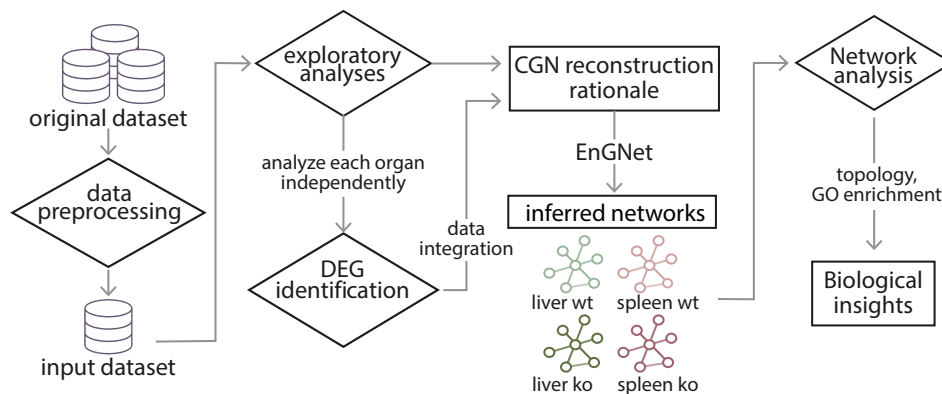 original dataset
data
preprocessing
input dataset
exploratory
analyses
analyze each organ
independently
DEG
identification
data
integration
CGN reconstruction
rationale
EnGNet
inferred networks
liver wt
spleen wt
liver ko
spleen ko
Network
analysis
topology,
GO enrichment
Biological
insights